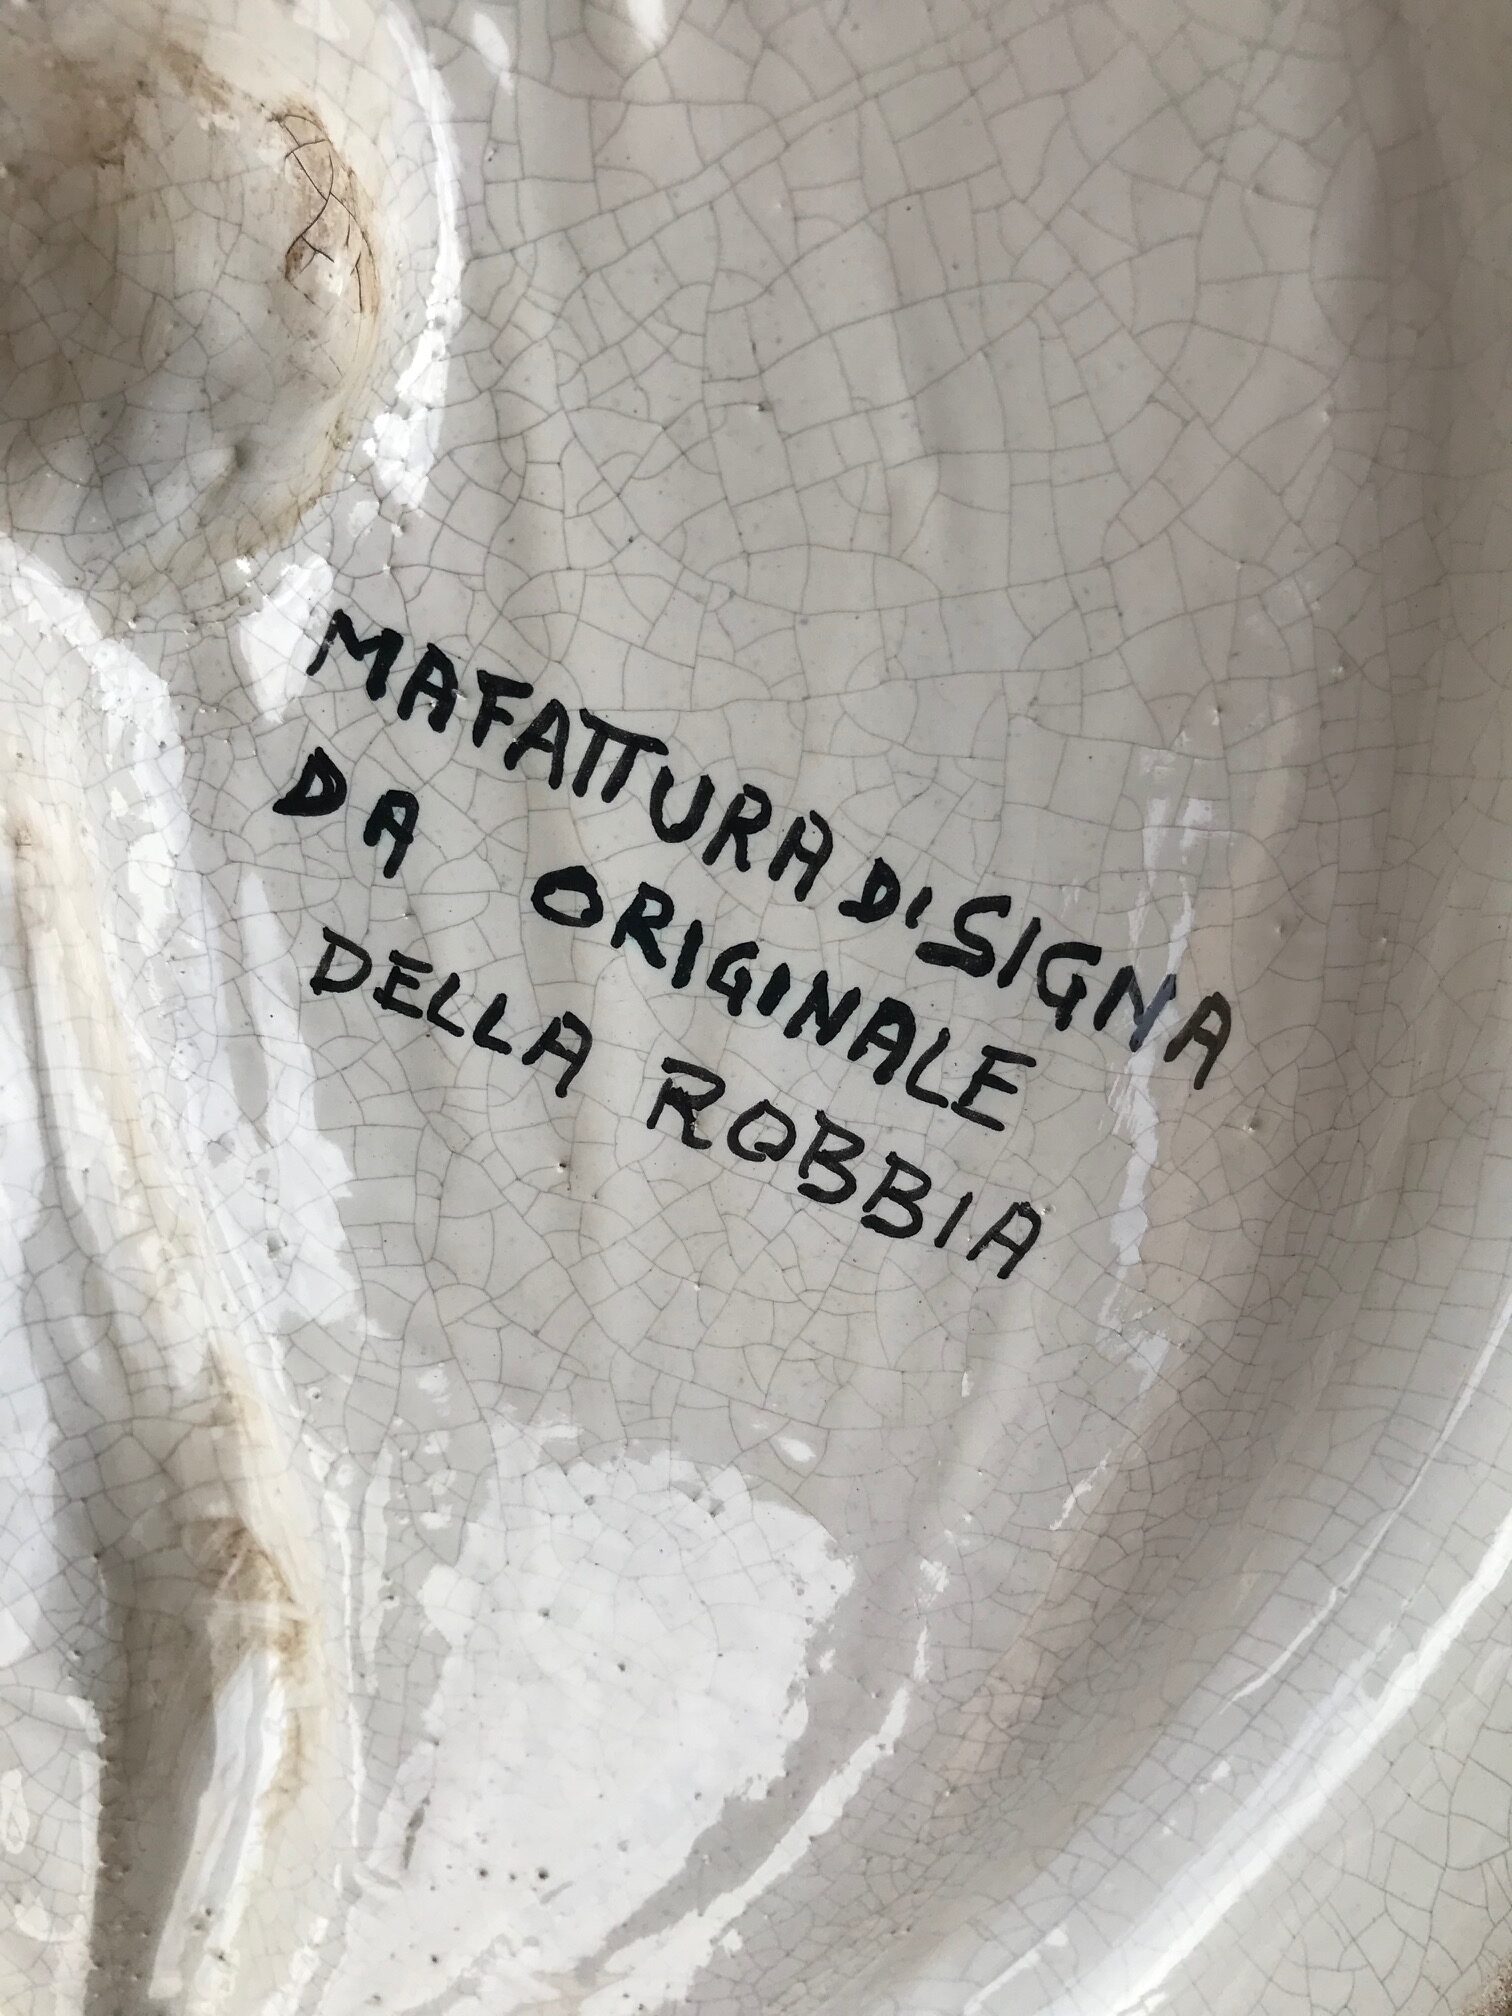 MAFATTURA DI SIGNA
DA ORIGINALE
DELLA ROBBIA